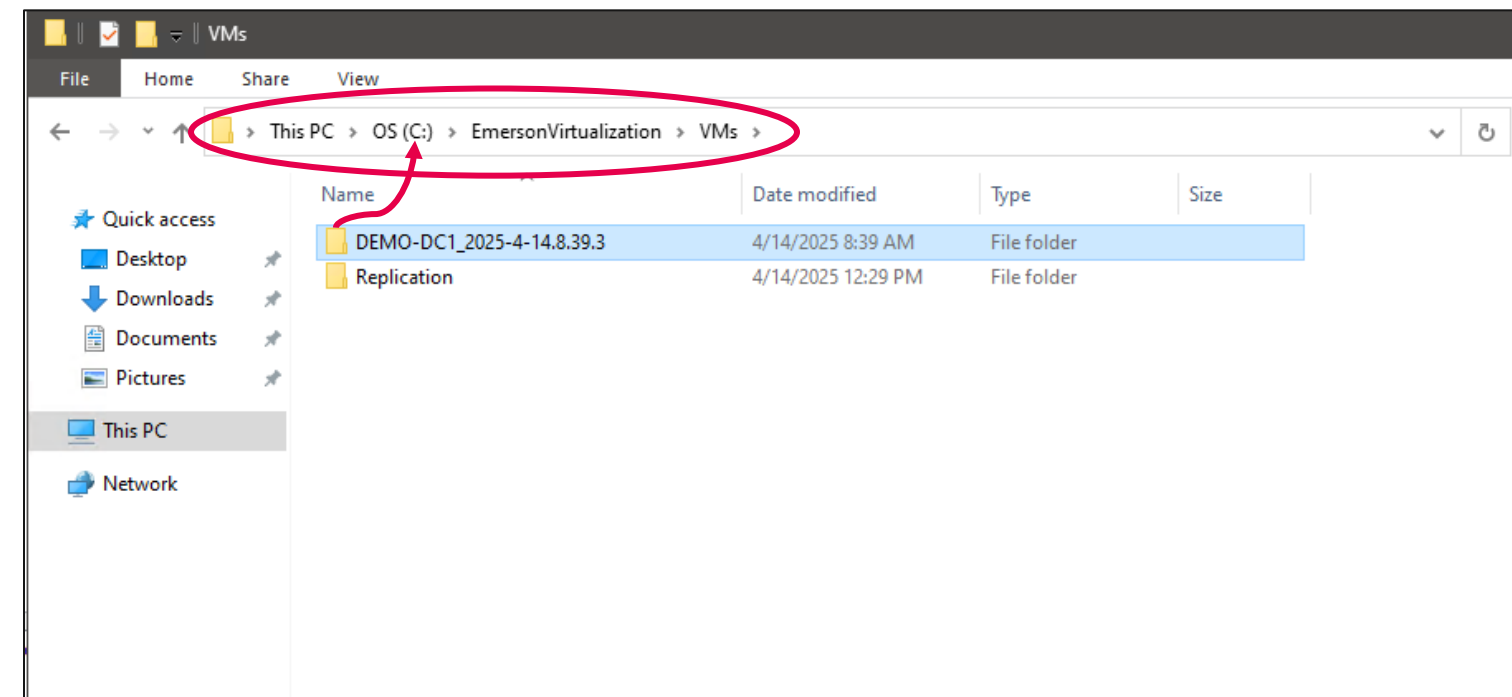 VMs
File Home Share View
This PC > OS (C:) > EmersonVirtualization > VMs >
Name Date modified Type Size
Quick access
DEMO-DC1_2025-4-14.8.39.3 4/14/2025 8:39 AM File folder
Desktop
Replication 4/14/2025 12:29 PM File folder
Downloads
Documents
Pictures
This PC
Network